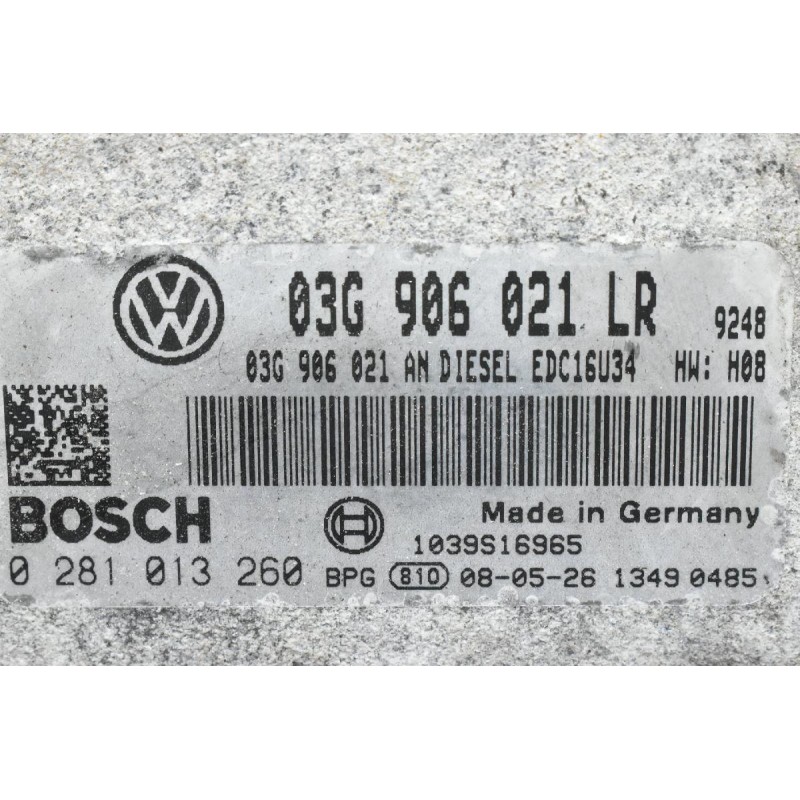 03G 906 021 LR 9248
03G 906 021 AN DIESEL EDC16U34 HW: H08
BOSCH Made in Germany
1039S16965
0 281 013 260 BPG 810 08-05-26 1349 0485